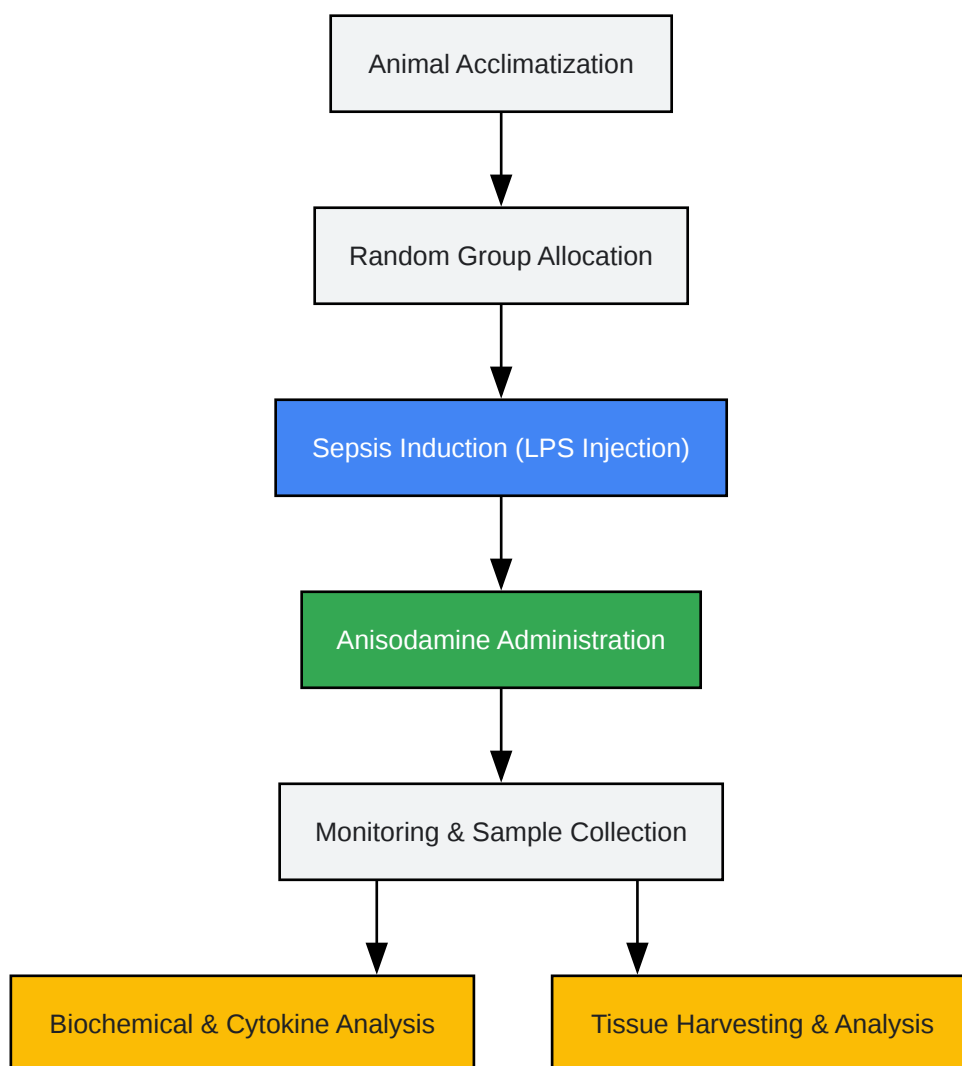 Animal Acclimatization
Random Group Allocation
Sepsis Induction (LPS Injection)
Anisodamine Administration
Monitoring & Sample Collection
Biochemical & Cytokine Analysis
Tissue Harvesting & Analysis